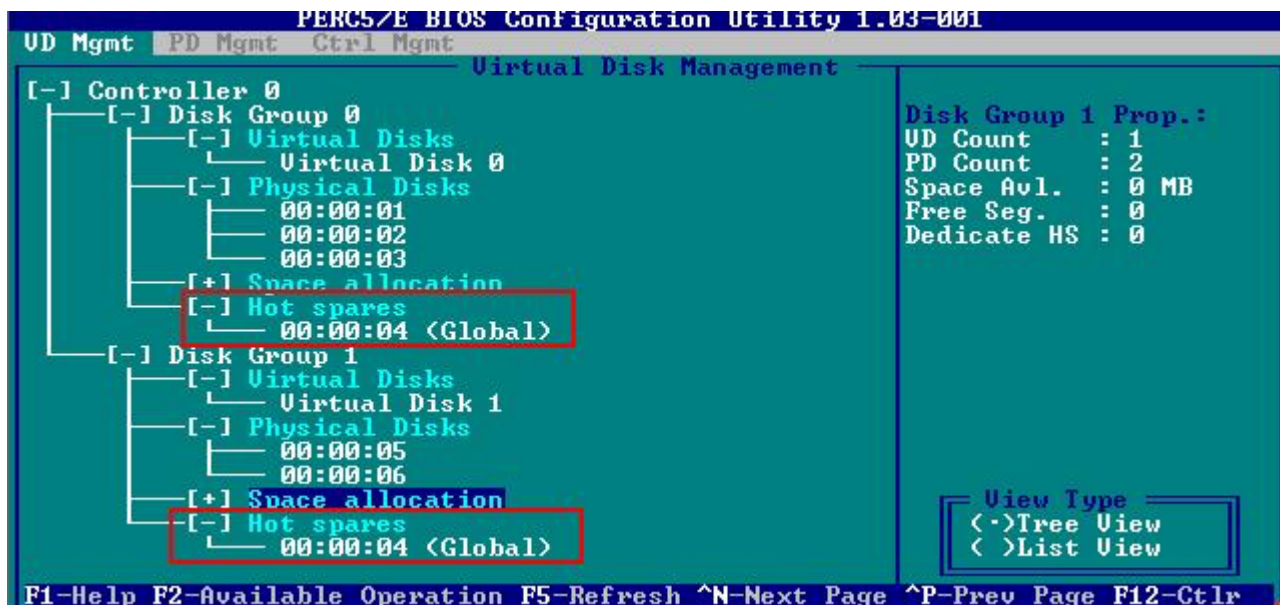 PERC5/E BIOS Configuration Utility 1.03-001
VD Mgmt PD Mgmt Ctrl Mgmt
Virtual Disk Management
[-] Controller 0
[-] Disk Group 0
[-] Virtual Disks
Virtual Disk 0
[-] Physical Disks
00:00:01
00:00:02
00:00:03
[+] Space allocation
[-] Hot spares
00:00:04 (Global)
[-] Disk Group 1
[-] Virtual Disks
Virtual Disk 1
[-] Physical Disks
00:00:05
00:00:06
[+] Space allocation
[-] Hot spares
00:00:04 (Global)
Disk Group 1 Prop.:
VD Count : 1
PD Count : 2
Space Avl. : 0 MB
Free Seg. : 0
Dedicate HS : 0
View Type
(·)Tree View
( )List View
F1-Help F2-Available Operation F5-Refresh ^N-Next Page ^P-Prev Page F12-Ctlr